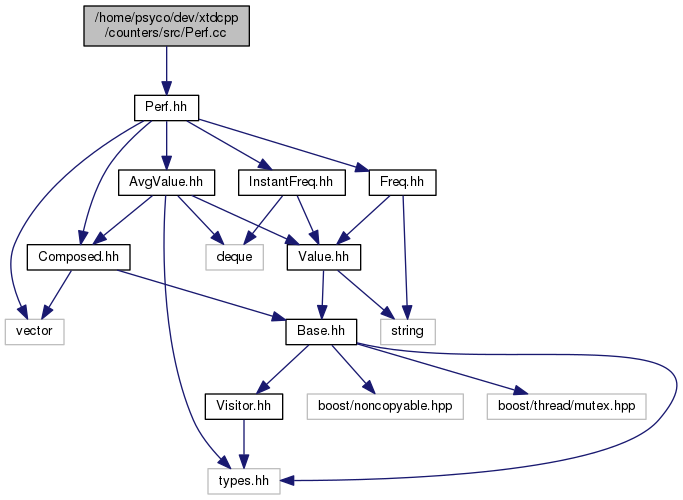 /home/psyco/dev/xtdcpp
/counters/src/Perf.cc
Perf.hh
AvgValue.hh
InstantFreq.hh
Freq.hh
Composed.hh
deque
Value.hh
vector
Base.hh
string
Visitor.hh
boost/noncopyable.hpp
boost/thread/mutex.hpp
types.hh